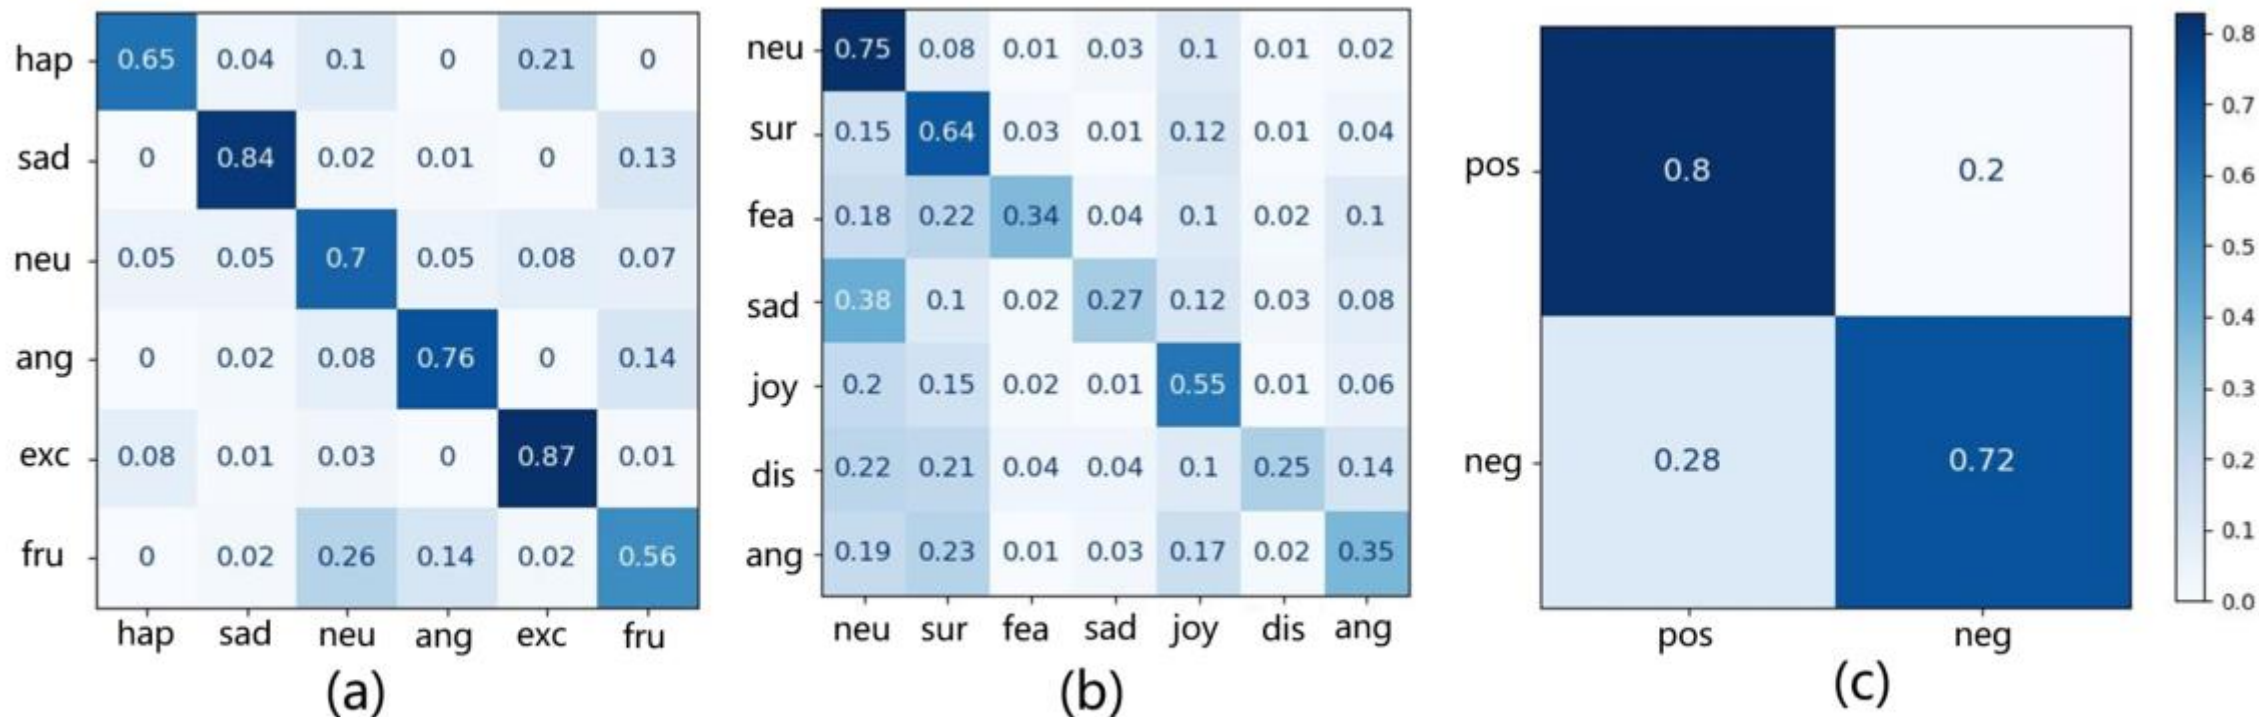 hap 0.65 0.04 0.1 0 0.21 0
sad 0 0.84 0.02 0.01 0 0.13
neu 0.05 0.05 0.7 0.05 0.08 0.07
ang 0 0.02 0.08 0.76 0 0.14
exc 0.08 0.01 0.03 0 0.87 0.01
fru 0 0.02 0.26 0.14 0.02 0.56
hap sad neu ang exc fru
(a)
neu 0.75 0.08 0.01 0.03 0.1 0.01 0.02
sur 0.15 0.64 0.03 0.01 0.12 0.01 0.04
fea 0.18 0.22 0.34 0.04 0.1 0.02 0.1
sad 0.38 0.1 0.02 0.27 0.12 0.03 0.08
joy 0.2 0.15 0.02 0.01 0.55 0.01 0.06
dis 0.22 0.21 0.04 0.04 0.1 0.25 0.14
ang 0.19 0.23 0.01 0.03 0.17 0.02 0.35
neu sur fea sad joy dis ang
(b)
pos 0.8 0.2
neg 0.28 0.72
pos neg
(c)
0.8
0.7
0.6
0.5
0.4
0.3
0.2
0.1
0.0